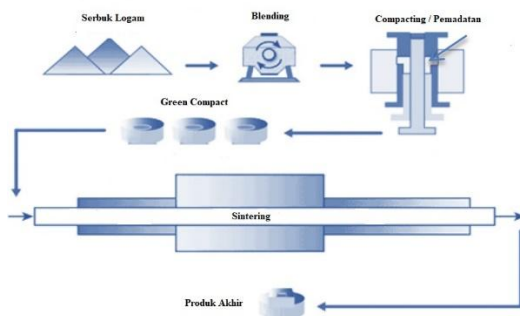 Serbuk Logam
Blending
Compacting / Pemadatan
Green Compact
Sintering
Produk Akhir